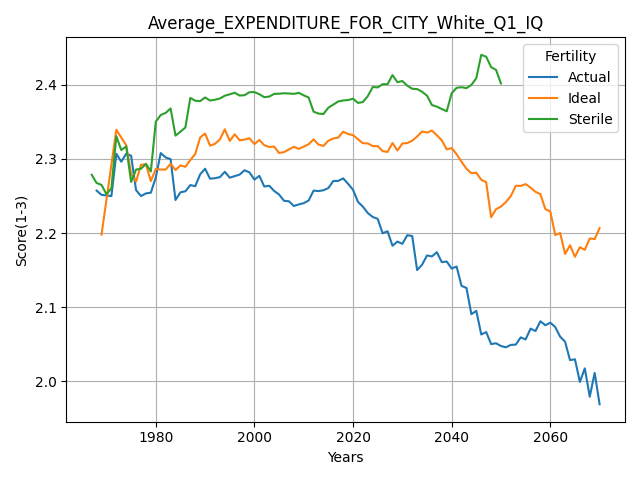 Average_EXPENDITURE_FOR_CITY_White_Q1_IQ
Fertility
Actual
Ideal
Sterile
Score(1-3)
2.4
2.3
2.2
2.1
2.0
1980 2000 2020 2040 2060
Years